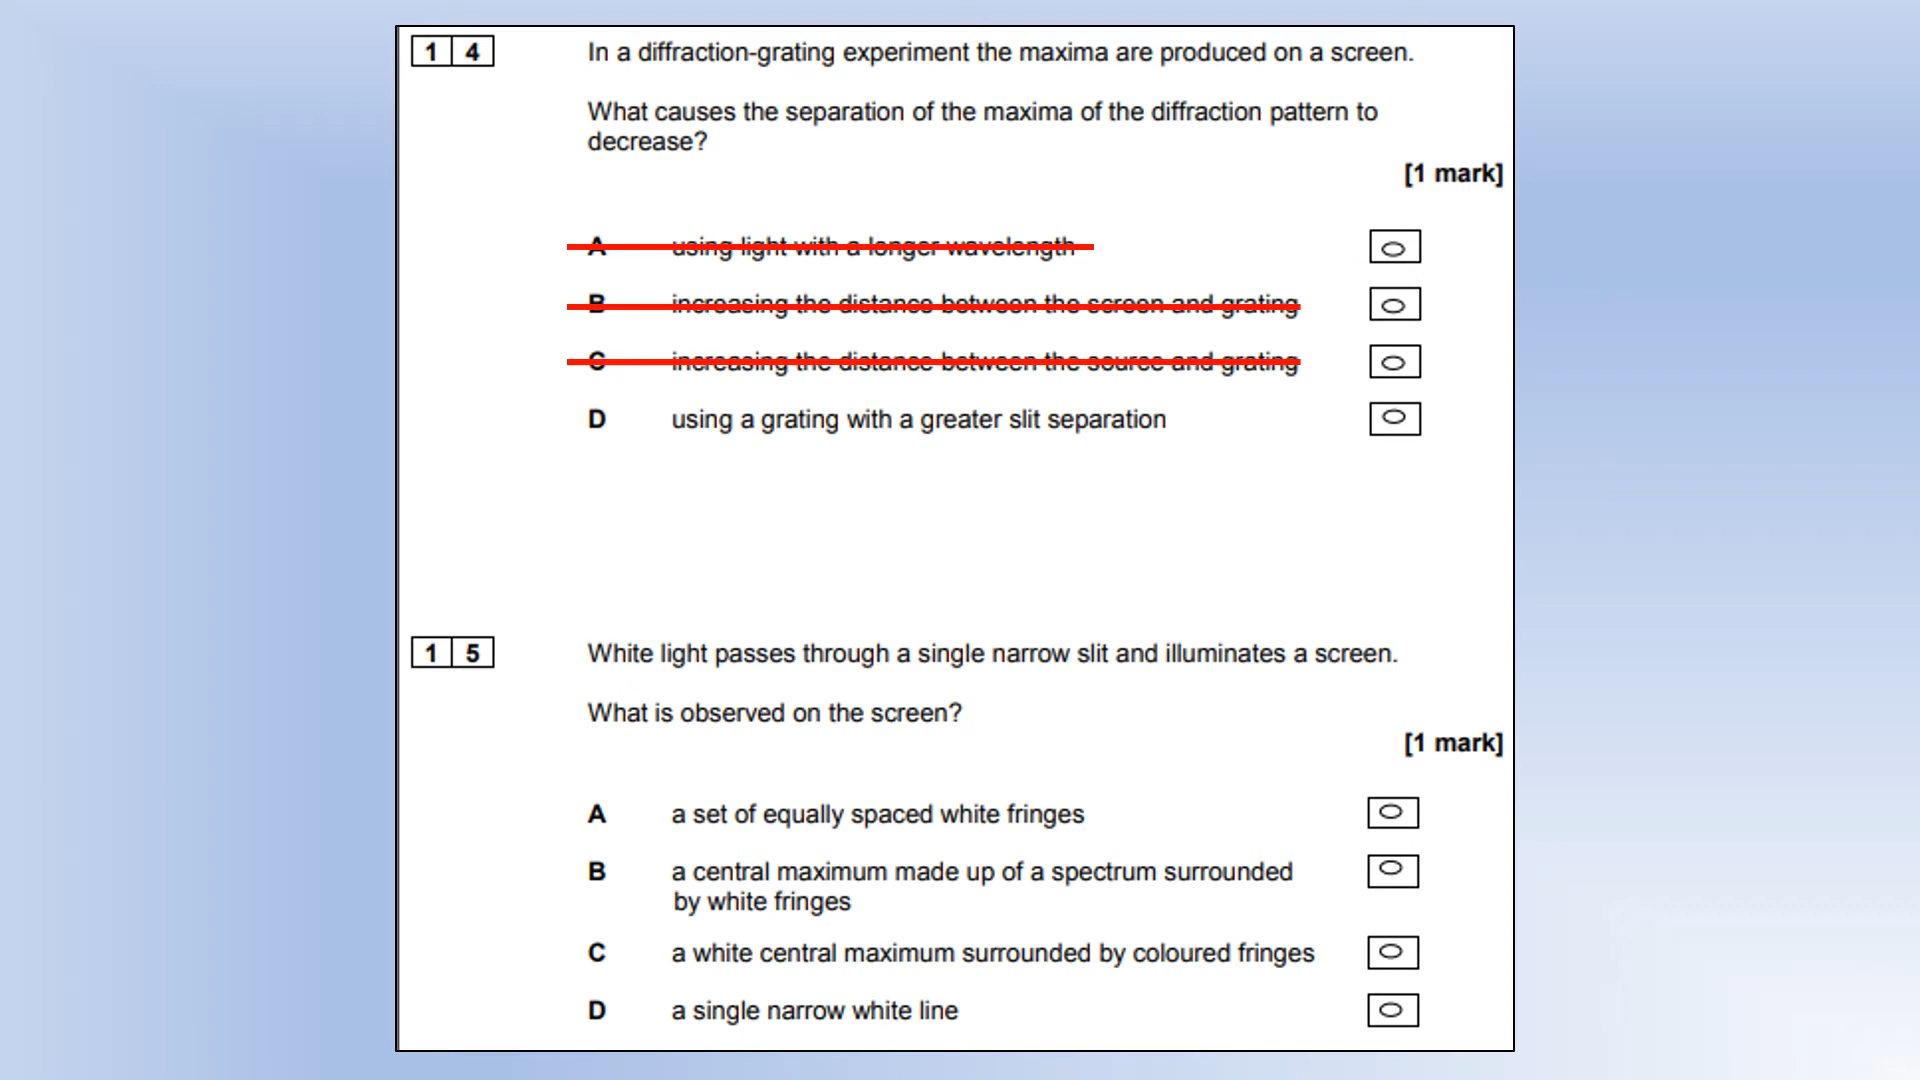 1 4 In a diffraction-grating experiment the maxima are produced on a screen.
What causes the separation of the maxima of the diffraction pattern to
decrease?
[1 mark]
A using light with a longer wavelength
B increasing the distance between the screen and grating
C increasing the distance between the source and grating
D using a grating with a greater slit separation
1 5 White light passes through a single narrow slit and illuminates a screen.
What is observed on the screen?
[1 mark]
A a set of equally spaced white fringes
B a central maximum made up of a spectrum surrounded
by white fringes
C a white central maximum surrounded by coloured fringes
D a single narrow white line